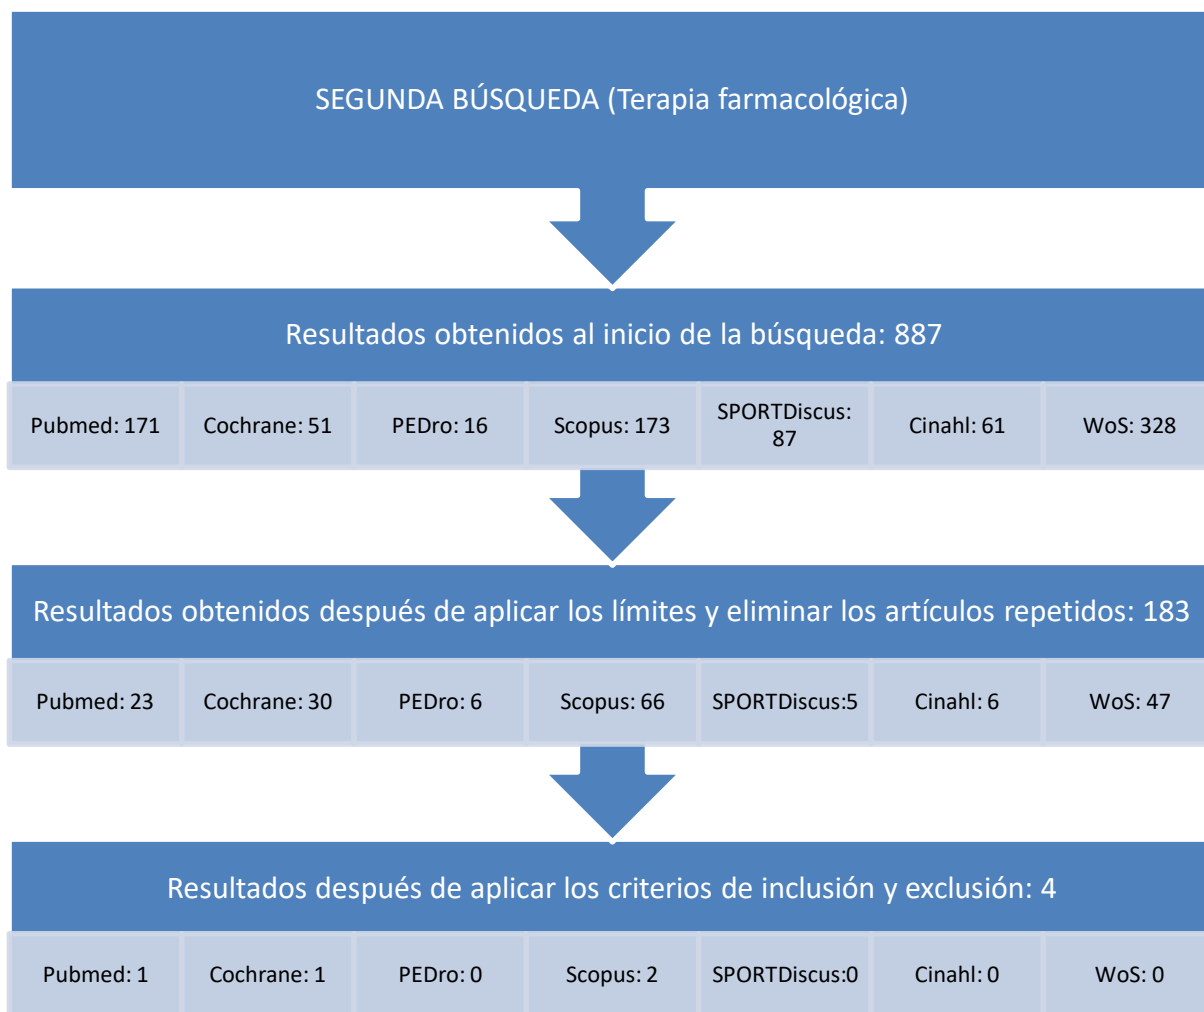 SEGUNDA BÚSQUEDA (Terapia farmacológica)
Resultados obtenidos al inicio de la búsqueda: 887
Pubmed: 171
Cochrane: 51
PEDro: 16
Scopus: 173
SPORTDiscus:
87
Cinahl: 61
WoS: 328
Resultados obtenidos después de aplicar los límites y eliminar los artículos repetidos: 183
Pubmed: 23
Cochrane: 30
PEDro: 6
Scopus: 66
SPORTDiscus:5
Cinahl: 6
WoS: 47
Resultados después de aplicar los criterios de inclusión y exclusión: 4
Pubmed: 1
Cochrane: 1
PEDro: 0
Scopus: 2
SPORTDiscus:0
Cinahl: 0
WoS: 0